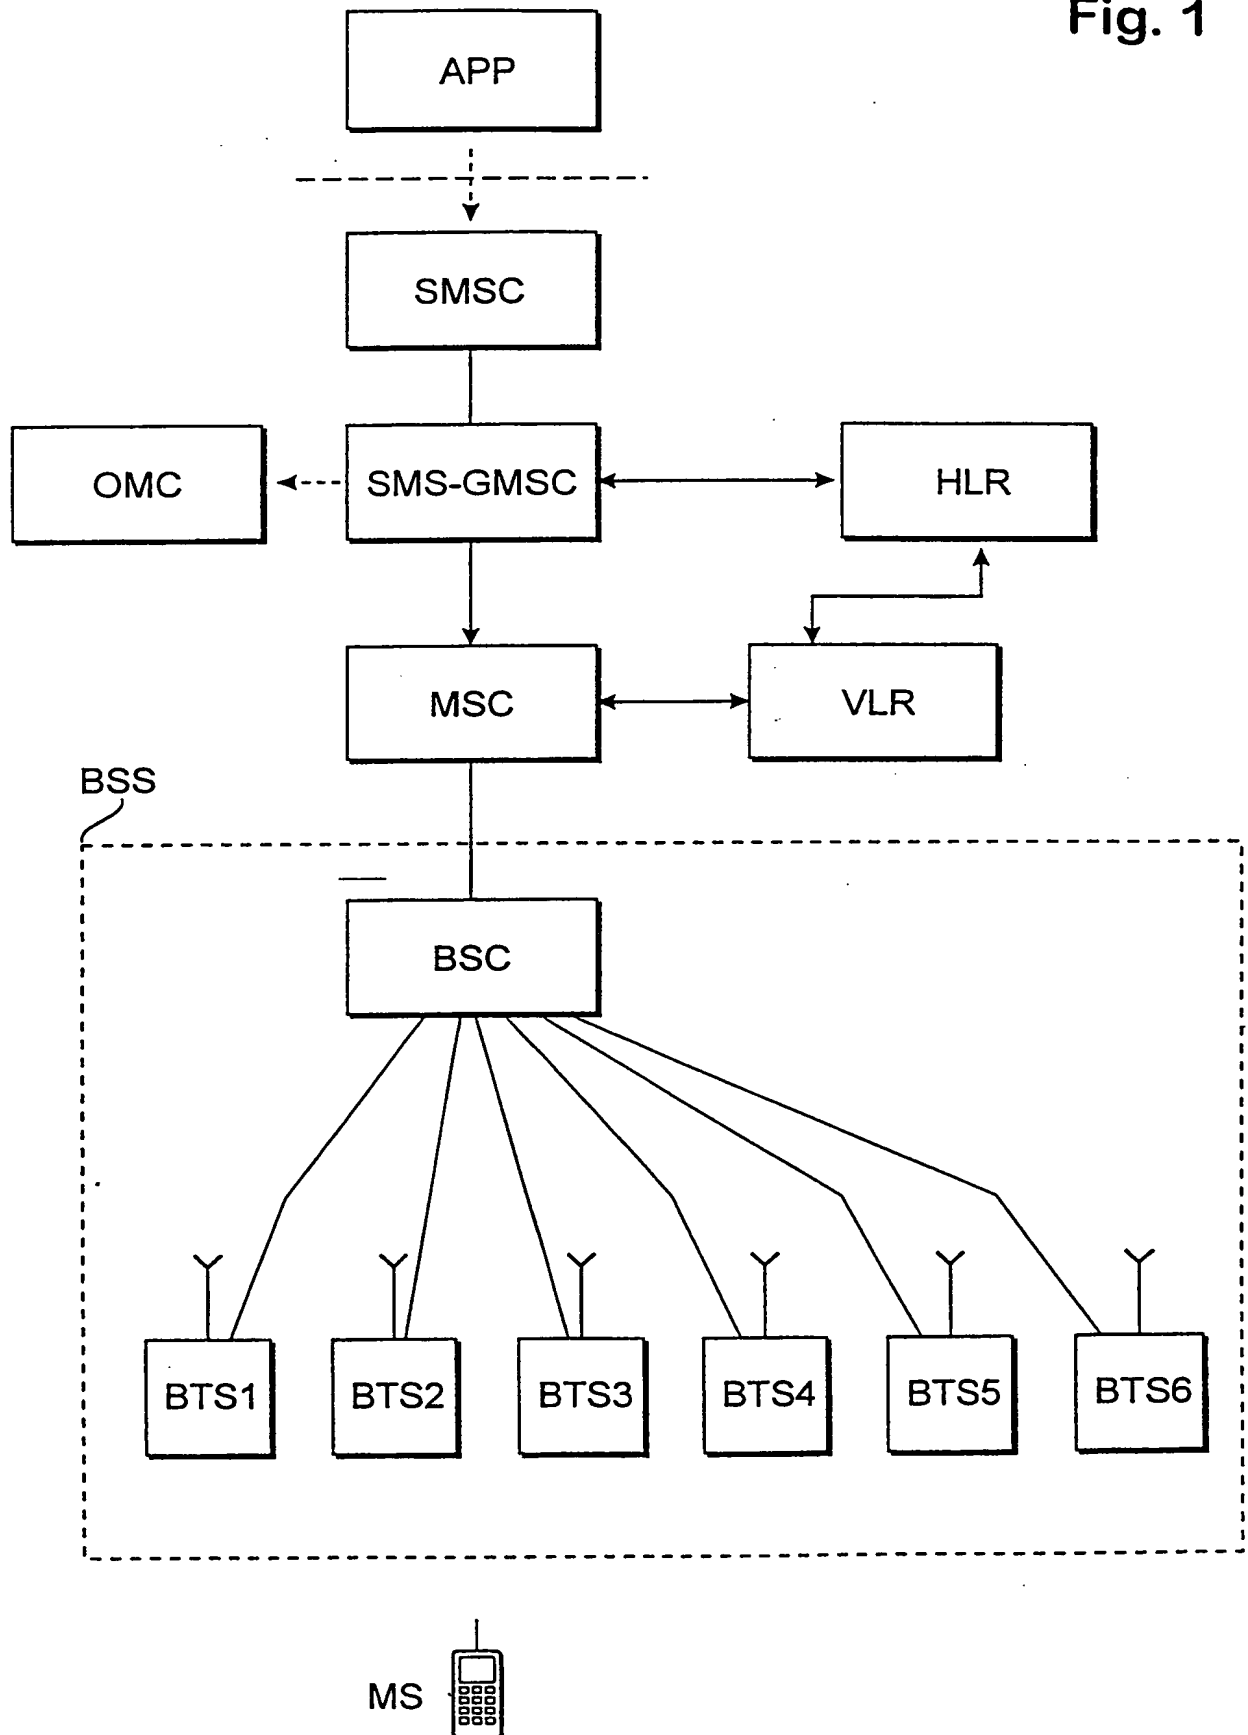 Fig. 1
APP
SMSC
OMC
SMS-GMSC
HLR
MSC
VLR
BSS
BSC
BTS1
BTS2
BTS3
BTS4
BTS5
BTS6
MS